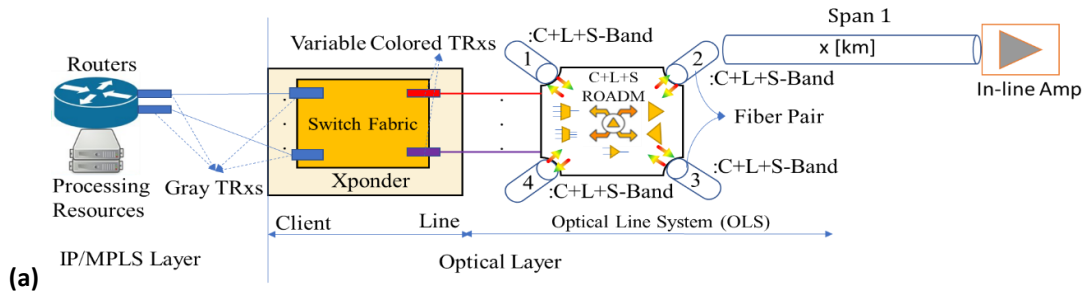 Span 1
x [km]
In-line Amp
Variable Colored TRxs
:C+L+S-Band
1
2
:C+L+S-Band
C+L+S
ROADM
Fiber Pair
:C+L+S-Band
3
4
:C+L+S-Band
Routers
Switch Fabric
Xponder
Processing
Resources
Gray TRxs
Client
Line
Optical Line System (OLS)
IP/MPLS Layer
Optical Layer
(a)